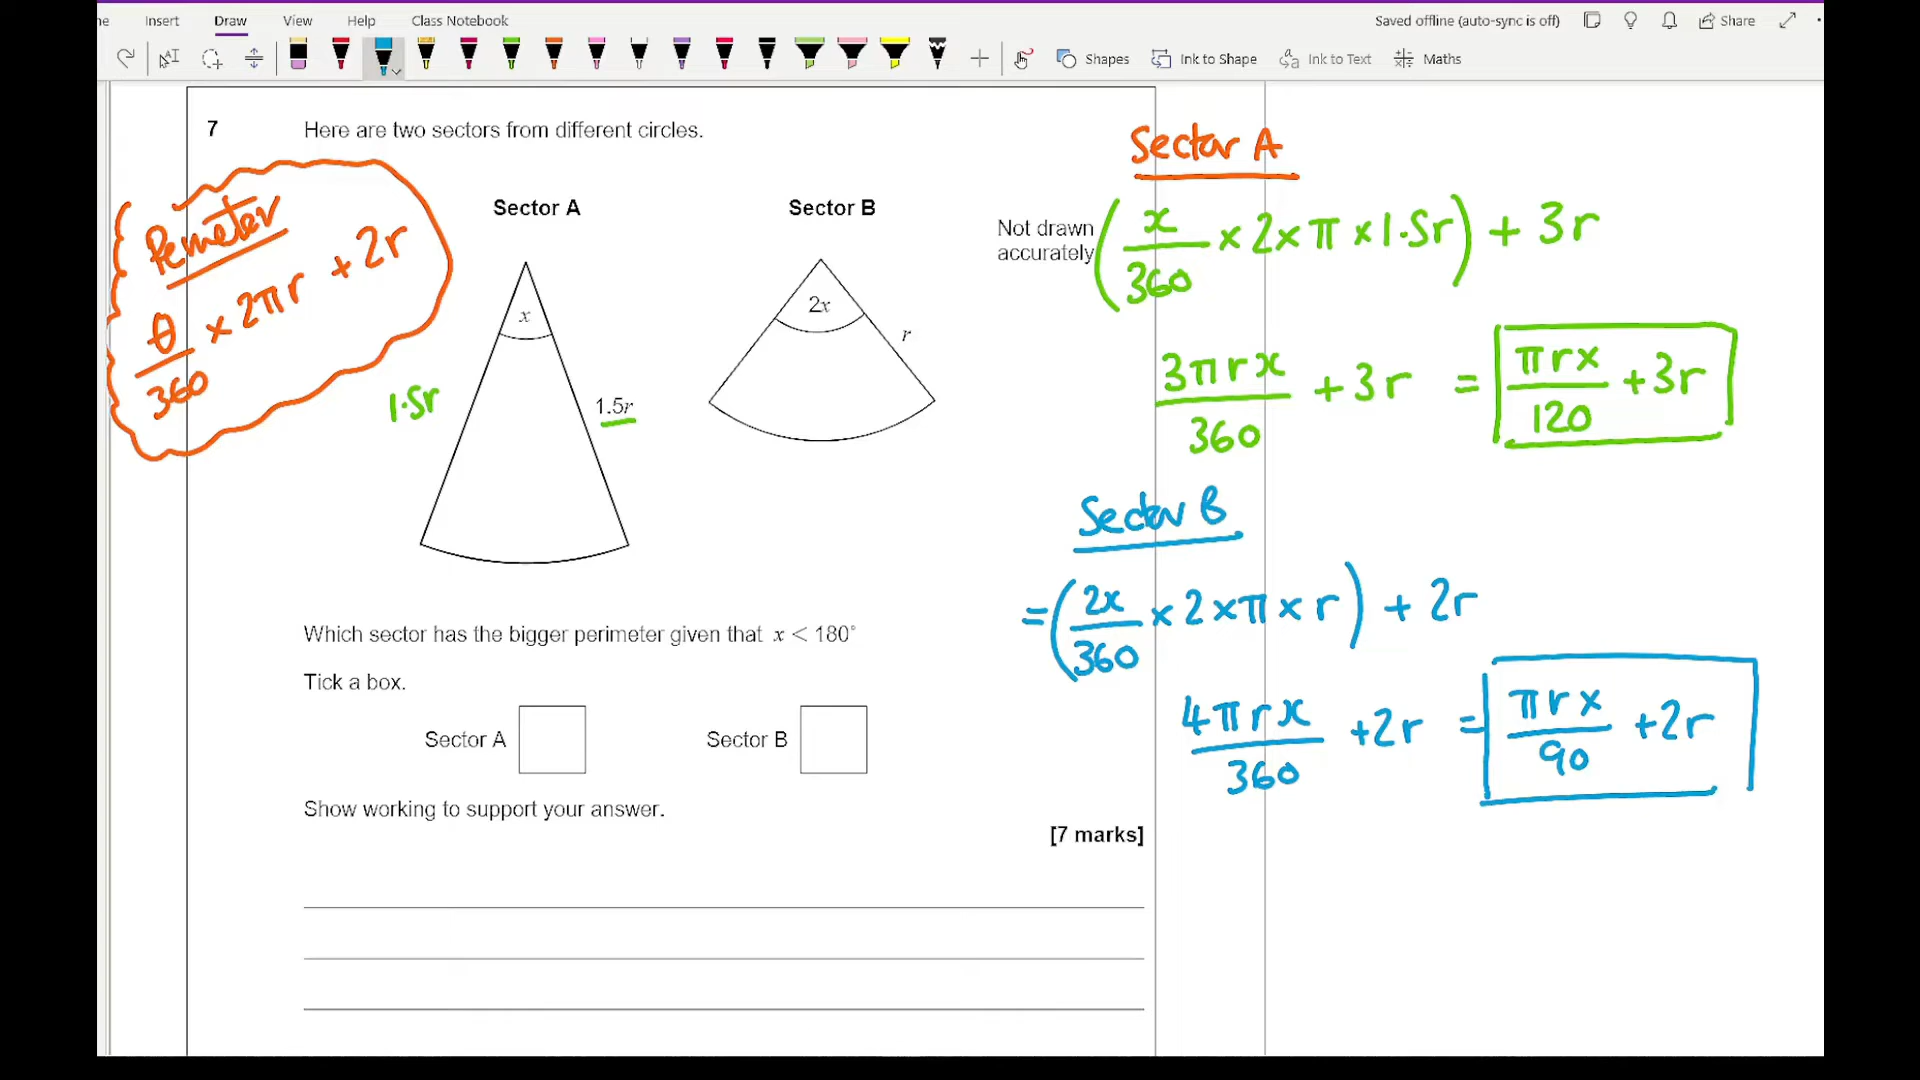 Insert Draw View Help Class Notebook
Saved offline (auto-sync is off) Share
Shapes Ink to Shape Ink to Text Maths
7 Here are two sectors from different circles.
Perimeter
θ/360 × 2πr + 2r
Sector A
x
1.5r
1.5r
Sector B
2x
r
Not drawn
accurately
Which sector has the bigger perimeter given that x < 180°
Tick a box.
Sector A Sector B
Show working to support your answer.
[7 marks]
Sector A
(x/360 × 2 × π × 1.5r) + 3r
3πrx/360 + 3r = πrx/120 + 3r
Sector B
= (2x/360 × 2 × π × r) + 2r
4πrx/360 + 2r = πrx/90 + 2r